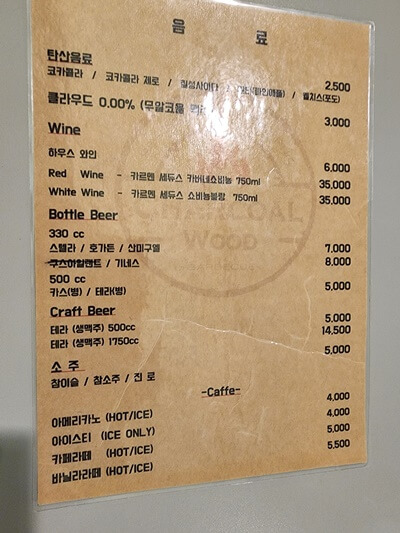 음 료
탄산음료
코카콜라 / 코카콜라 제로 / 칠성사이다 / 환타(파인애플) / 웰치스(포도) 2,500
클라우드 0.00% (무알코올 맥주) 3,000
Wine
하우스 와인 6,000
Red Wine - 카르멘 세듀스 카버네쇼비뇽 750ml 35,000
White Wine - 카르멘 세듀스 쇼비뇽블랑 750ml 35,000
Bottle Beer
330 cc
스텔라 / 호가든 / 산미구엘 7,000
쿠즈아일랜드 / 기네스 8,000
500 cc
카스(병) / 테라(병) 5,000
Craft Beer
테라 (생맥주) 500cc 5,000
테라 (생맥주) 1750cc 14,500
소 주 5,000
참이슬 / 참소주 / 진 로
-Caffe-
아메리카노 (HOT/ICE) 4,000
아이스티 (ICE ONLY) 4,000
카페라떼 (HOT/ICE) 5,000
바닐라라떼 (HOT/ICE) 5,500
CHARCOAL
WOOD